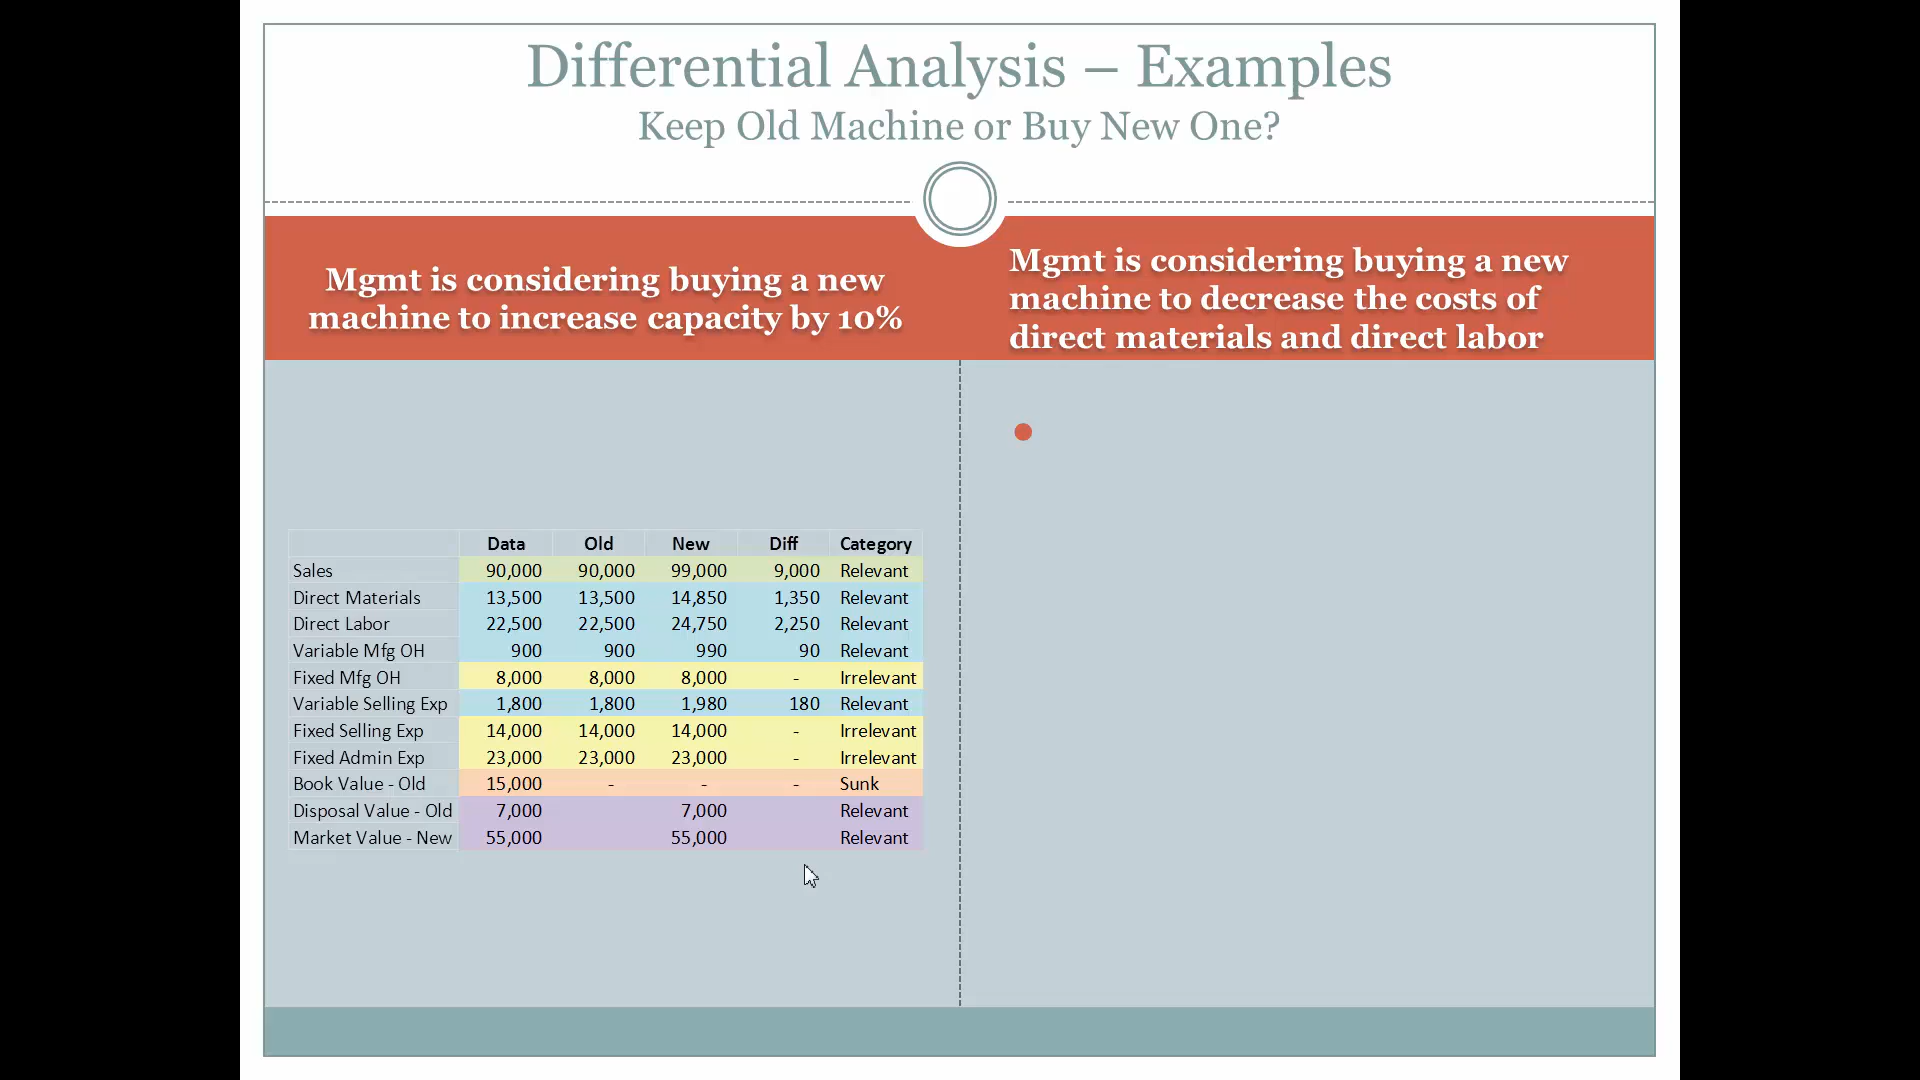 Differential Analysis – Examples
Keep Old Machine or Buy New One?
Mgmt is considering buying a new
machine to increase capacity by 10%
Mgmt is considering buying a new
machine to decrease the costs of
direct materials and direct labor
Data Old New Diff Category
Sales 90,000 90,000 99,000 9,000 Relevant
Direct Materials 13,500 13,500 14,850 1,350 Relevant
Direct Labor 22,500 22,500 24,750 2,250 Relevant
Variable Mfg OH 900 900 990 90 Relevant
Fixed Mfg OH 8,000 8,000 8,000 - Irrelevant
Variable Selling Exp 1,800 1,800 1,980 180 Relevant
Fixed Selling Exp 14,000 14,000 14,000 - Irrelevant
Fixed Admin Exp 23,000 23,000 23,000 - Irrelevant
Book Value - Old 15,000 - - - Sunk
Disposal Value - Old 7,000 7,000 Relevant
Market Value - New 55,000 55,000 Relevant